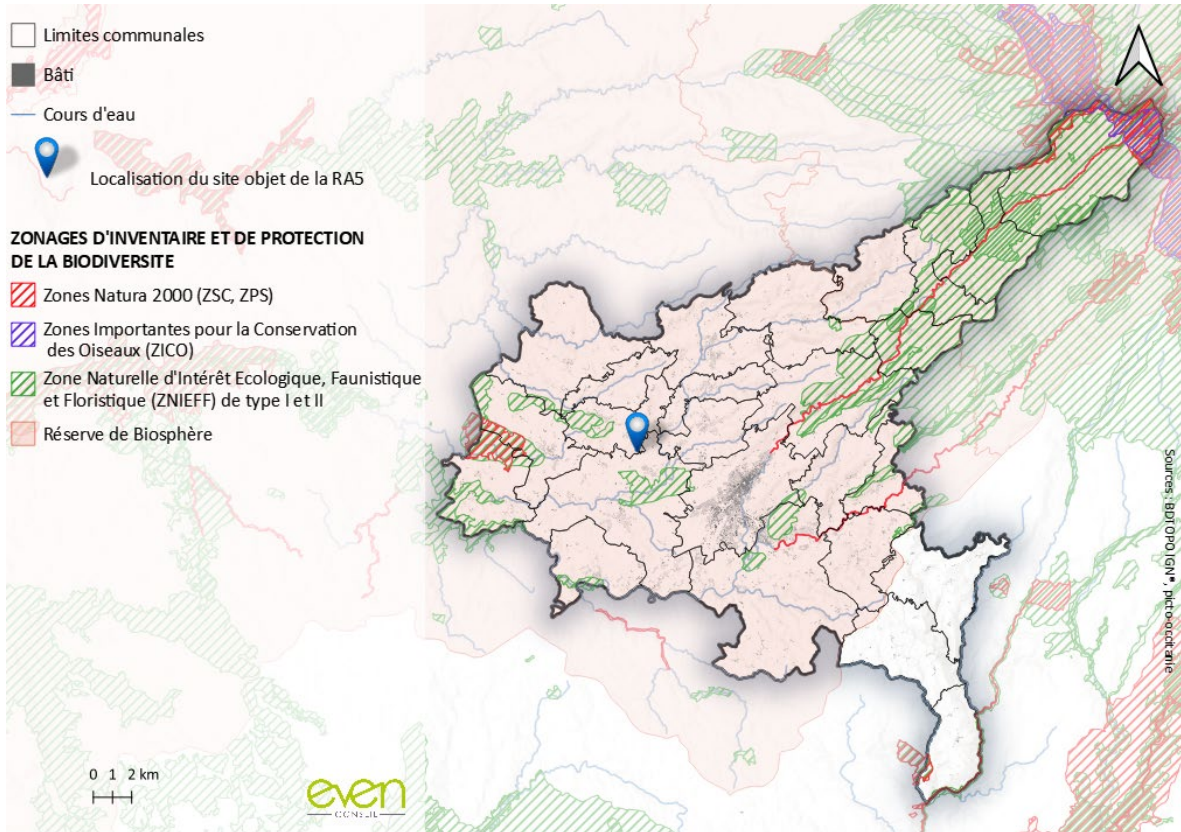 Limites communales
Bâti
Cours d'eau
Localisation du site objet de la RA5
ZONAGES D'INVENTAIRE ET DE PROTECTION
DE LA BIODIVERSITE
Zones Natura 2000 (ZSC, ZPS)
Zones Importantes pour la Conservation
des Oiseaux (ZICO)
Zone Naturelle d'Intérêt Ecologique, Faunistique
et Floristique (ZNIEFF) de type I et II
Réserve de Biosphère
0 1 2 km
even
CONSEIL
Sources : BDTOPO IGN®, picto-occitanie